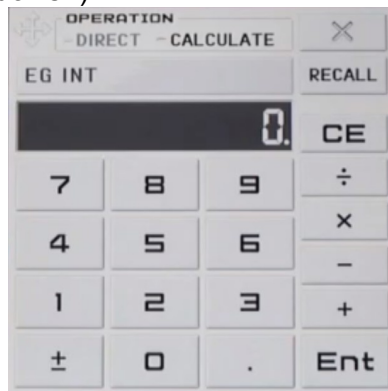 OPERATION
-DIRECT -CALCULATE
EG INT RECALL
0. CE
7 8 9 ÷
4 5 6 ×
−
1 2 3 +
± 0 . Ent